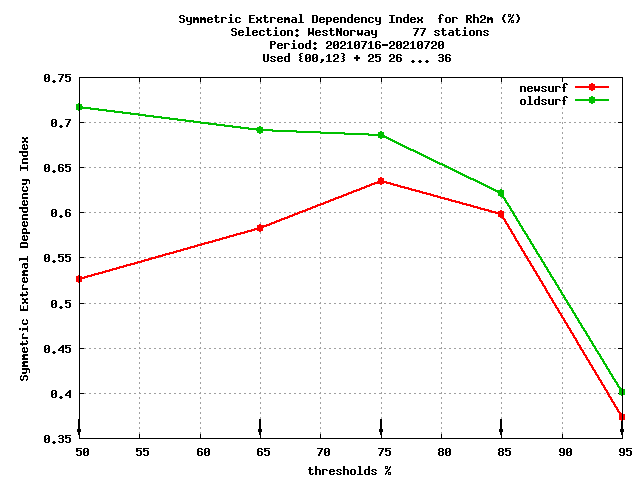 Symmetric Extremal Dependency Index  for Rh2m (%)
Selection: WestNorway     77 stations
Period: 20210716-20210720
Used {00,12} + 25 26 ... 36
newsurf
oldsurf
0.75
0.7
0.65
0.6
0.55
0.5
0.45
0.4
0.35
Symmetric Extremal Dependency Index
50 55 60 65 70 75 80 85 90 95
thresholds %